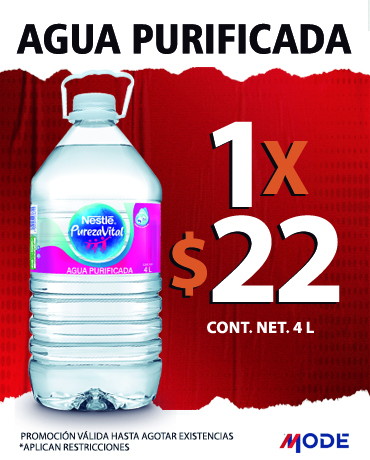 AGUA PURIFICADA
1X
$22
CONT. NET. 4 L
Nestlé.
PurezaVital
AGUA PURIFICADA
4 L
PROMOCIÓN VÁLIDA HASTA AGOTAR EXISTENCIAS
*APLICAN RESTRICCIONES
MODE